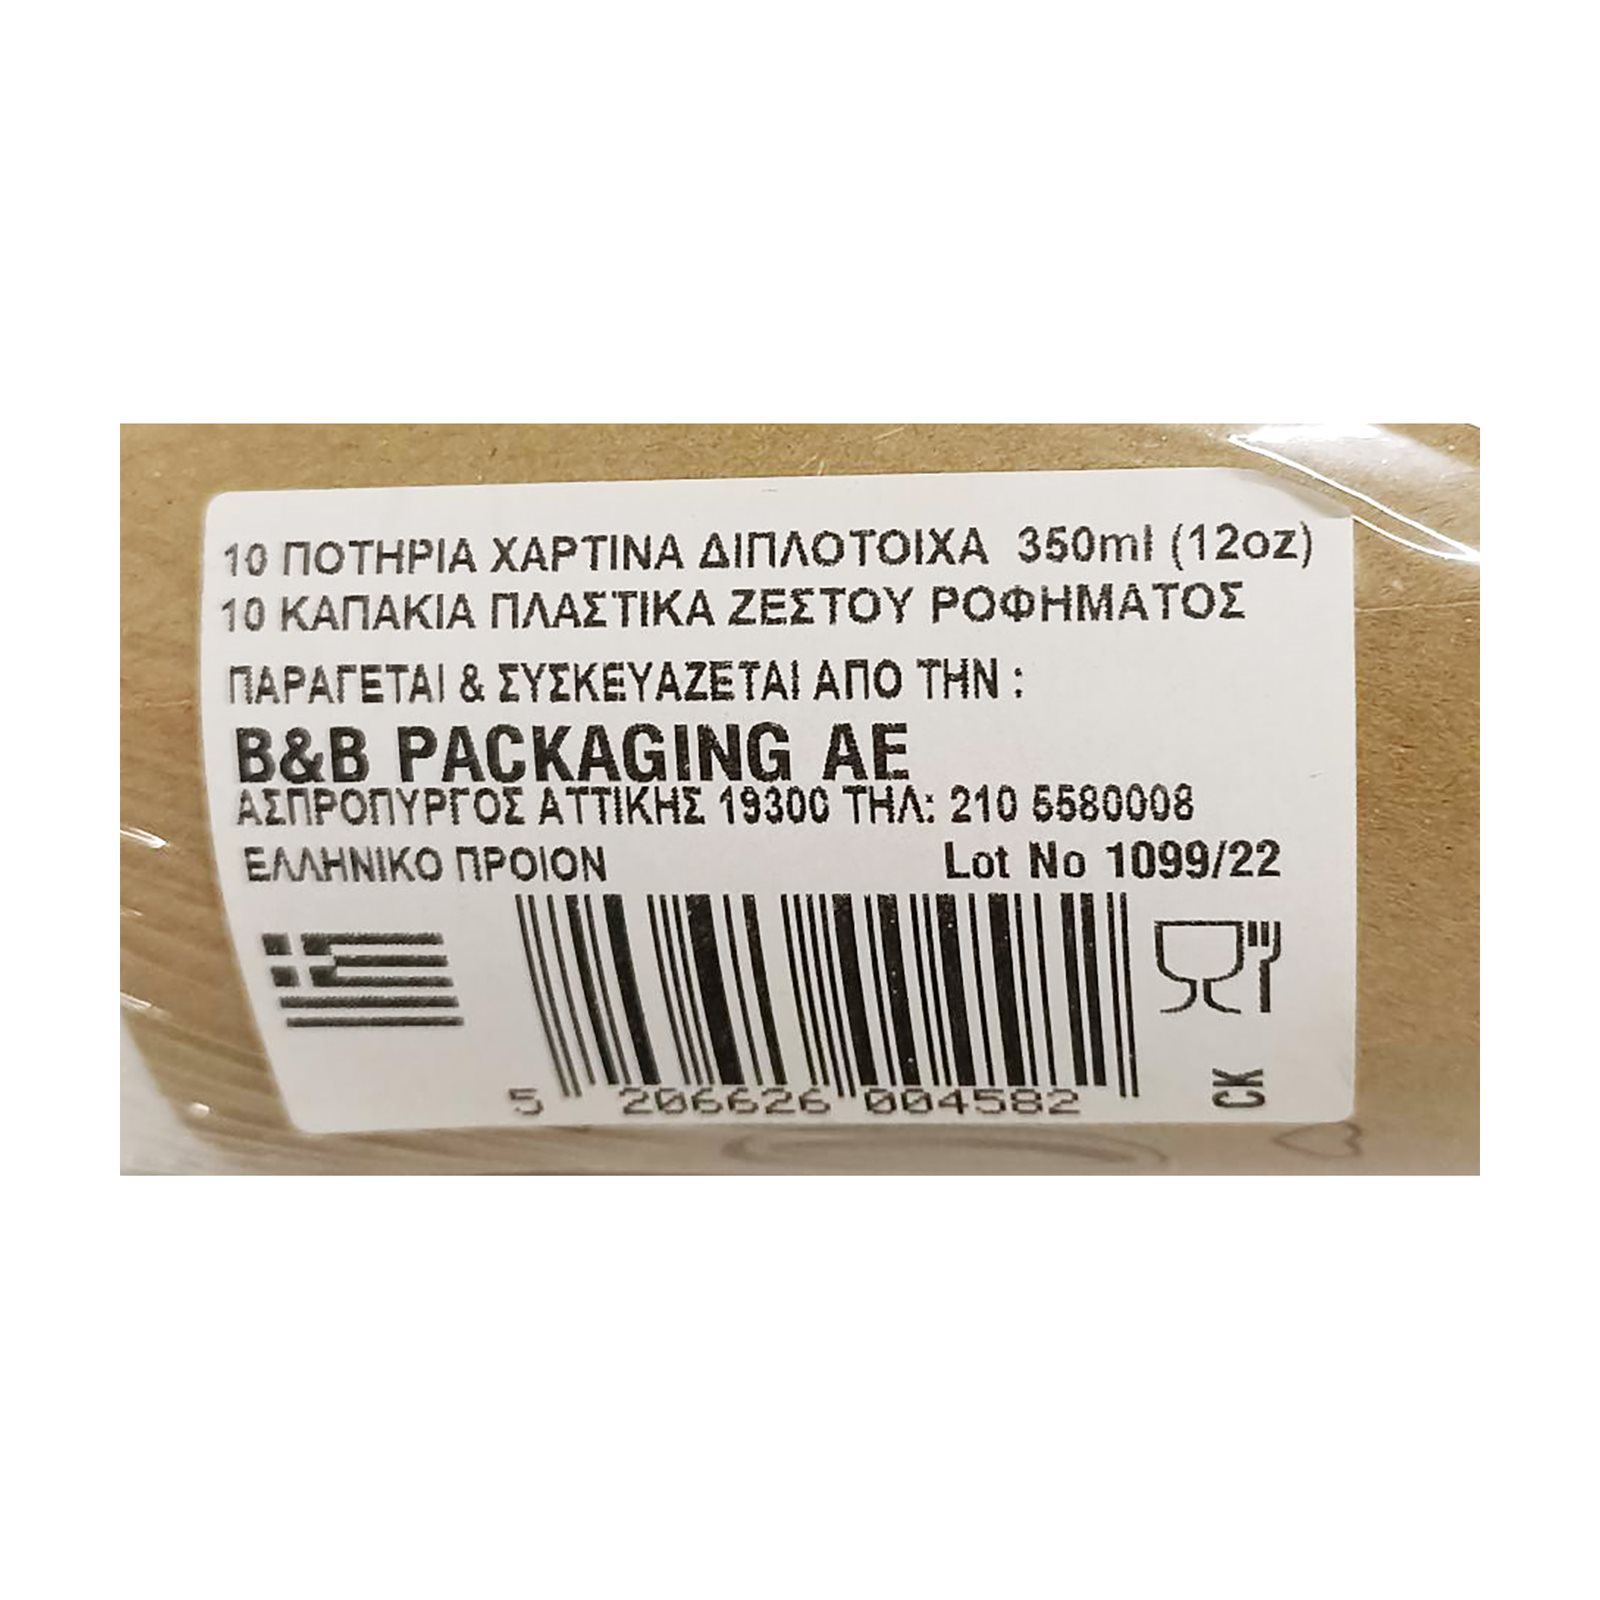 10 ΠΟΤΗΡΙΑ ΧΑΡΤΙΝΑ ΔΙΠΛΟΤΟΙΧΑ 350ml (12oz)
10 ΚΑΠΑΚΙΑ ΠΛΑΣΤΙΚΑ ΖΕΣΤΟΥ ΡΟΦΗΜΑΤΟΣ
ΠΑΡΑΓΕΤΑΙ & ΣΥΣΚΕΥΑΖΕΤΑΙ ΑΠΟ ΤΗΝ :
B&B PACKAGING AE
ΑΣΠΡΟΠΥΡΓΟΣ ΑΤΤΙΚΗΣ 19300 ΤΗΛ: 210 5580008
ΕΛΛΗΝΙΚΟ ΠΡΟΙΟΝ Lot No 1099/22
5 206626 004582
CK